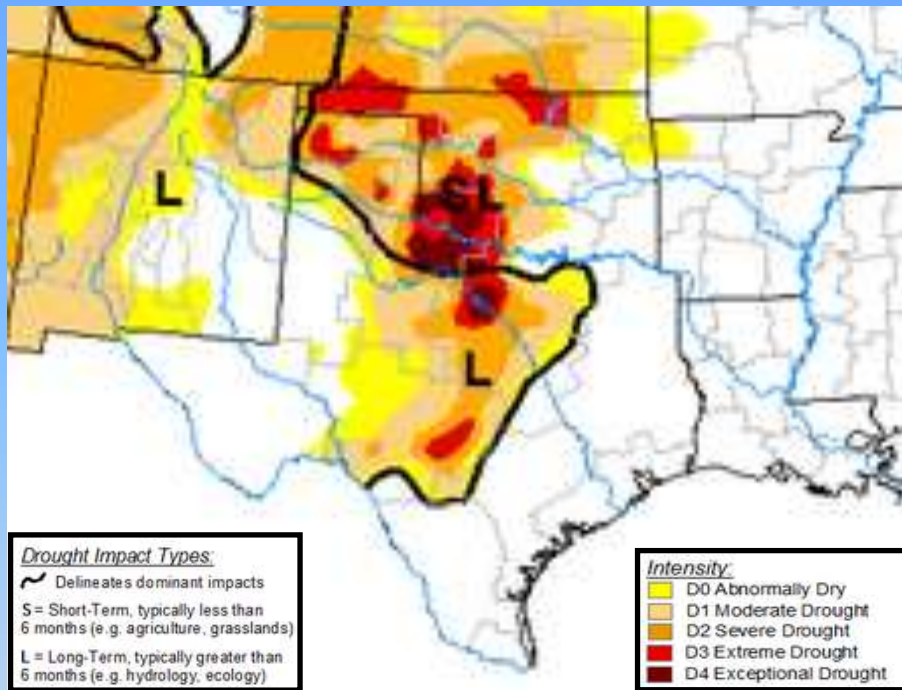 L
SL
L
Drought Impact Types:
Delineates dominant impacts
S = Short-Term, typically less than
6 months (e.g. agriculture, grasslands)
L = Long-Term, typically greater than
6 months (e.g. hydrology, ecology)
Intensity:
D0 Abnormally Dry
D1 Moderate Drought
D2 Severe Drought
D3 Extreme Drought
D4 Exceptional Drought